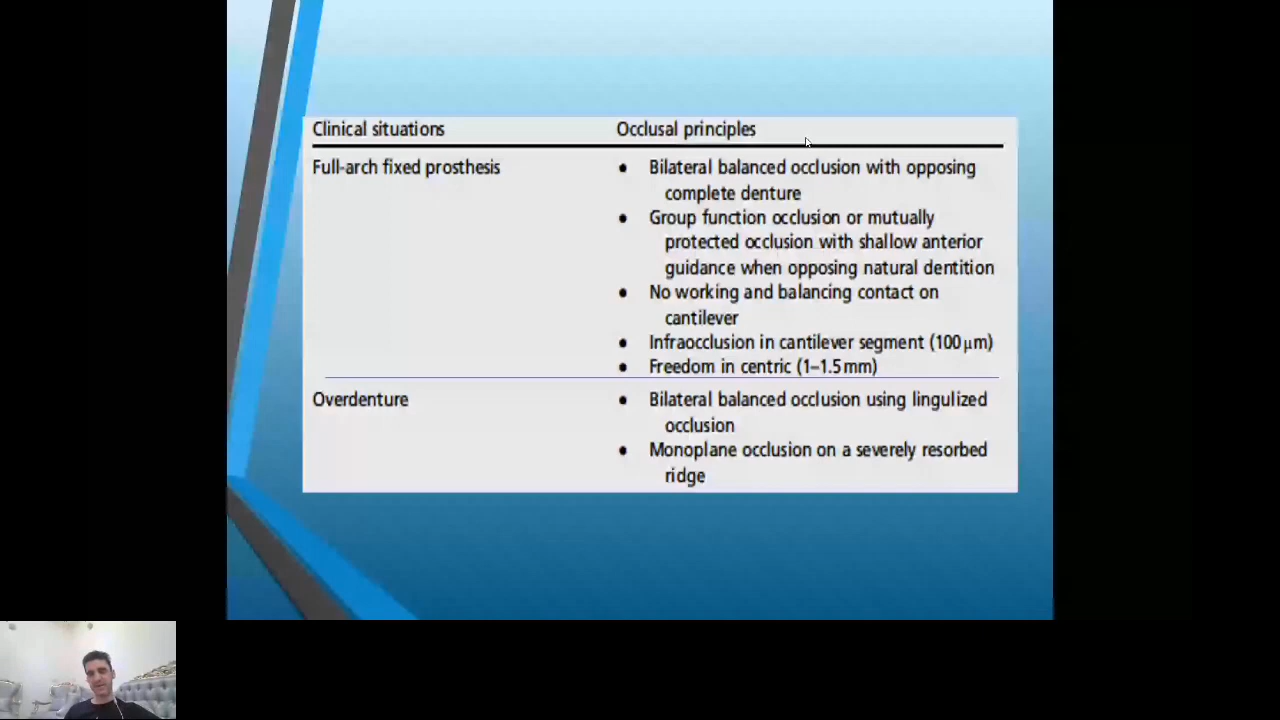 Clinical situations Occlusal principles
Full-arch fixed prosthesis ● Bilateral balanced occlusion with opposing
complete denture
● Group function occlusion or mutually
protected occlusion with shallow anterior
guidance when opposing natural dentition
● No working and balancing contact on
cantilever
● Infraocclusion in cantilever segment (100 μm)
● Freedom in centric (1–1.5 mm)
Overdenture ● Bilateral balanced occlusion using lingulized
occlusion
● Monoplane occlusion on a severely resorbed
ridge